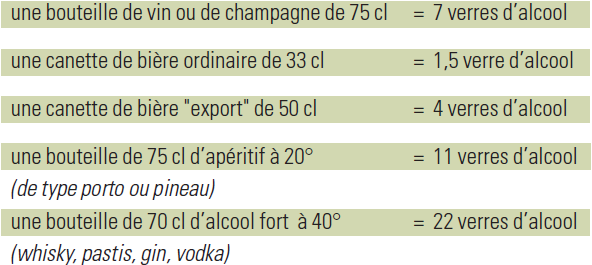 une bouteille de vin ou de champagne de 75 cl = 7 verres d’alcool
une canette de bière ordinaire de 33 cl = 1,5 verre d’alcool
une canette de bière "export" de 50 cl = 4 verres d’alcool
une bouteille de 75 cl d’apéritif à 20° = 11 verres d’alcool
(de type porto ou pineau)
une bouteille de 70 cl d’alcool fort à 40° = 22 verres d’alcool
(whisky, pastis, gin, vodka)